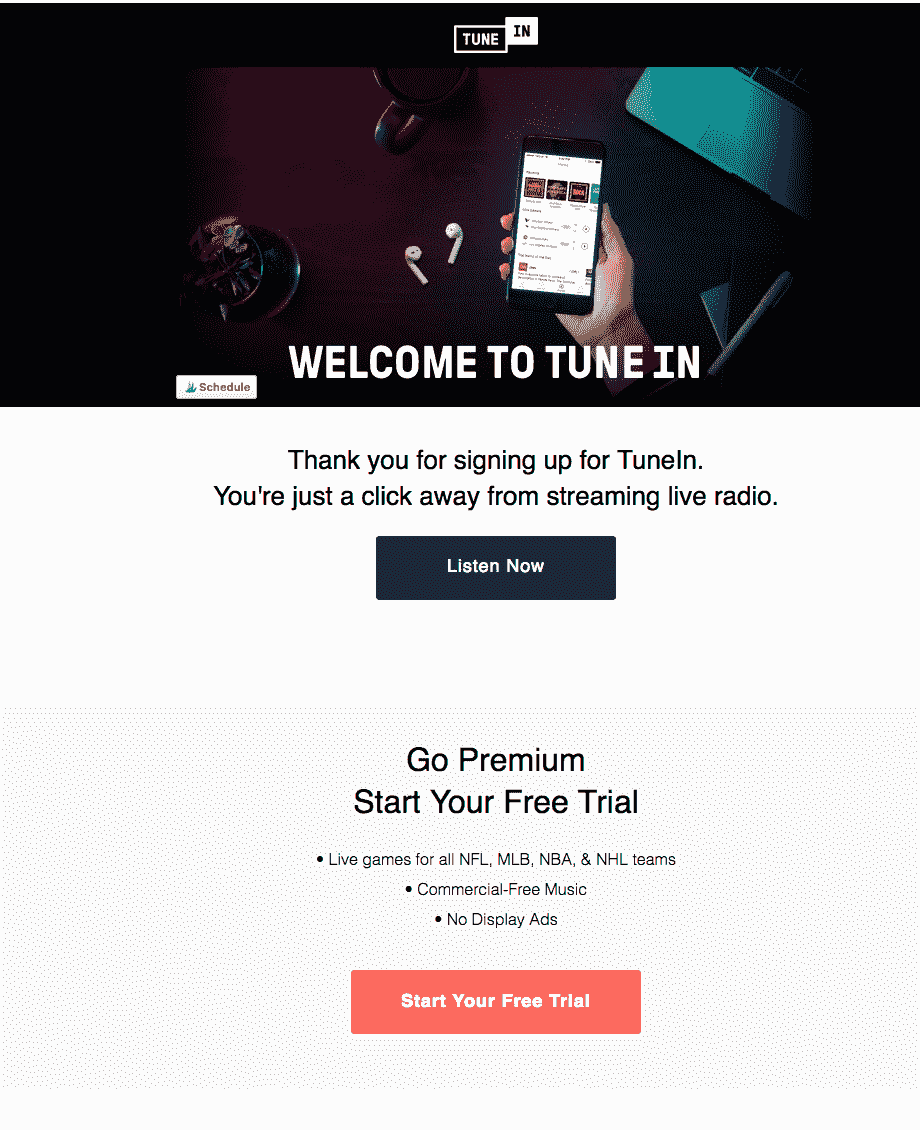 TUNE IN
WELCOME TO TUNE IN
Schedule
Thank you for signing up for TuneIn.
You're just a click away from streaming live radio.
Listen Now
Go Premium
Start Your Free Trial
• Live games for all NFL, MLB, NBA, & NHL teams
• Commercial-Free Music
• No Display Ads
Start Your Free Trial